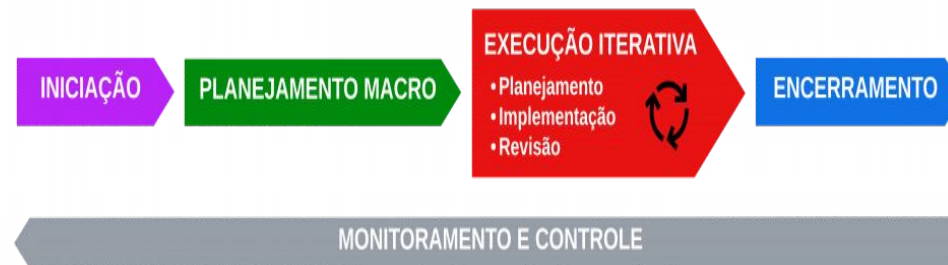 INICIAÇÃO
PLANEJAMENTO MACRO
EXECUÇÃO ITERATIVA
• Planejamento
• Implementação
• Revisão
ENCERRAMENTO
MONITORAMENTO E CONTROLE